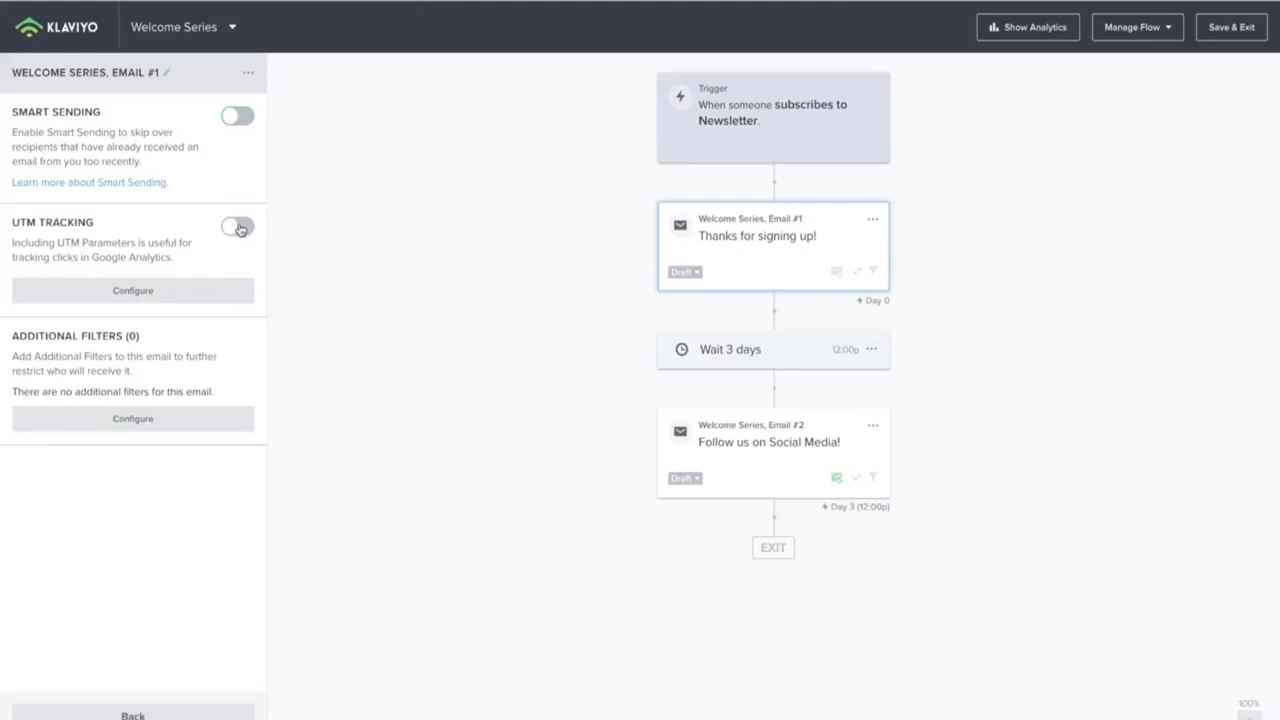 KLAVIYO
Welcome Series
Show Analytics
Manage Flow
Save & Exit
WELCOME SERIES, EMAIL #1
SMART SENDING
Enable Smart Sending to skip over
recipients that have already received an
email from you too recently.
Learn more about Smart Sending.
UTM TRACKING
Including UTM Parameters is useful for
tracking clicks in Google Analytics.
Configure
ADDITIONAL FILTERS (0)
Add Additional Filters to this email to further
restrict who will receive it.
There are no additional filters for this email.
Configure
Back
Trigger
When someone subscribes to
Newsletter.
Welcome Series, Email #1
Thanks for signing up!
Draft
Day 0
Wait 3 days
12:00p
Welcome Series, Email #2
Follow us on Social Media!
Draft
Day 3 (12:00p)
EXIT
100%